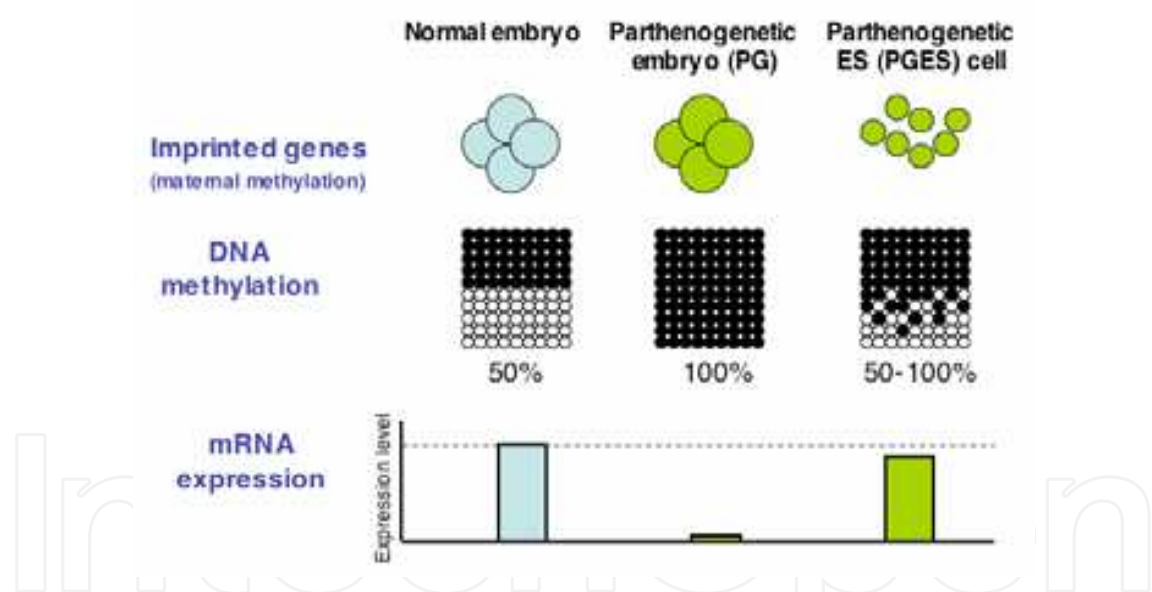 Normal embryo
Parthenogenetic
embryo (PG)
Parthenogenetic
ES (PGES) cell
Imprinted genes
(maternal methylation)
DNA
methylation
50%
100%
50-100%
mRNA
expression
Expression level